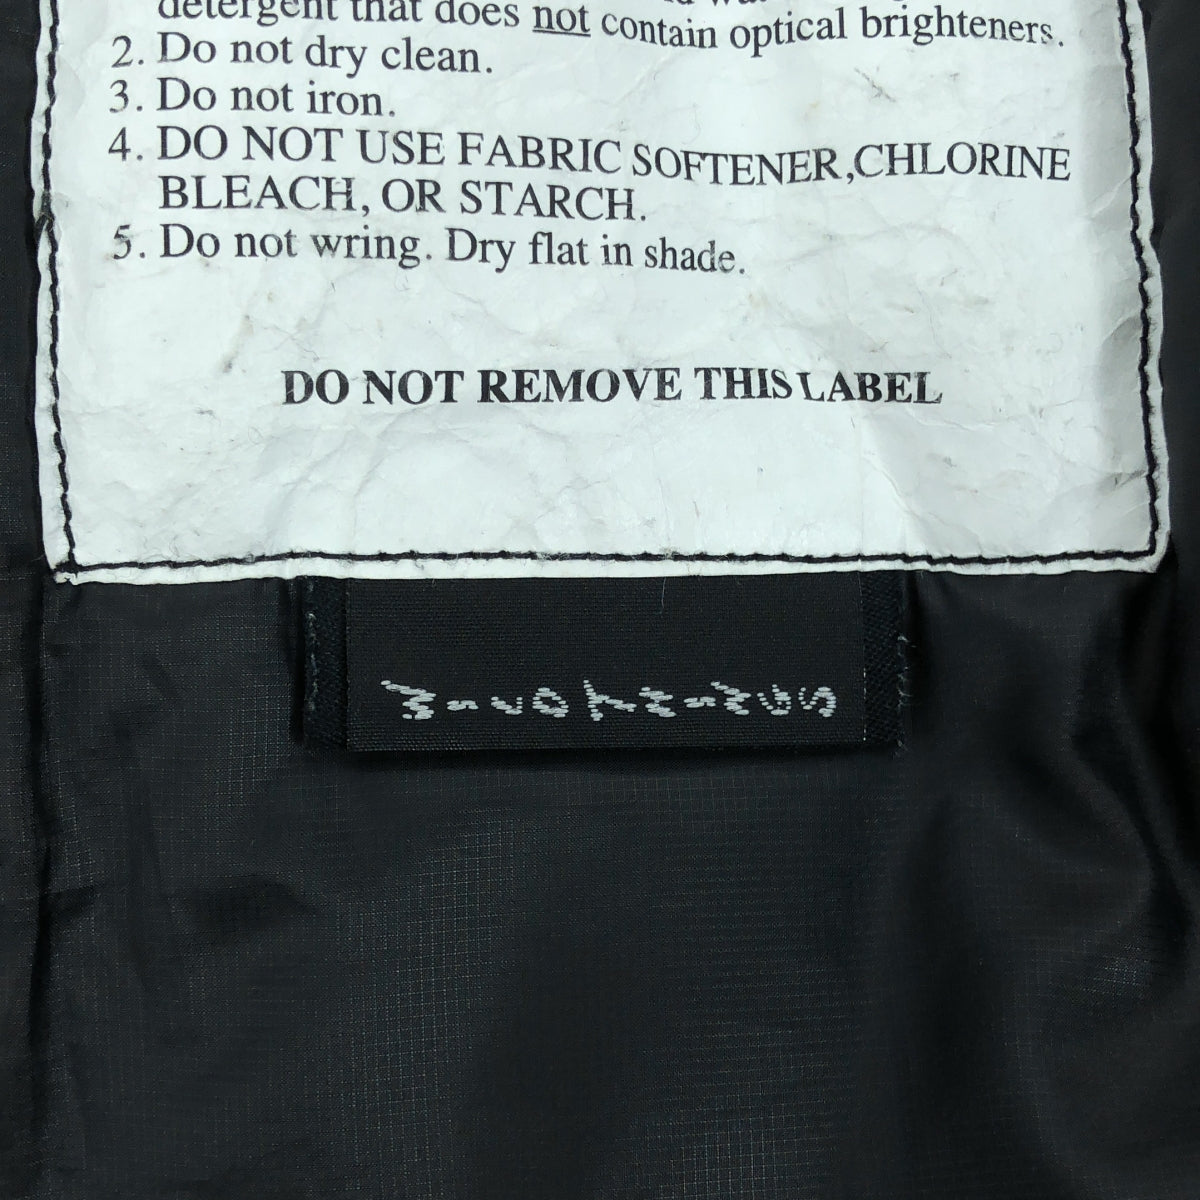 detergent that does not contain optical brighteners.
2. Do not dry clean.
3. Do not iron.
4. DO NOT USE FABRIC SOFTENER, CHLORINE
BLEACH, OR STARCH.
5. Do not wring. Dry flat in shade.
DO NOT REMOVE THIS LABEL